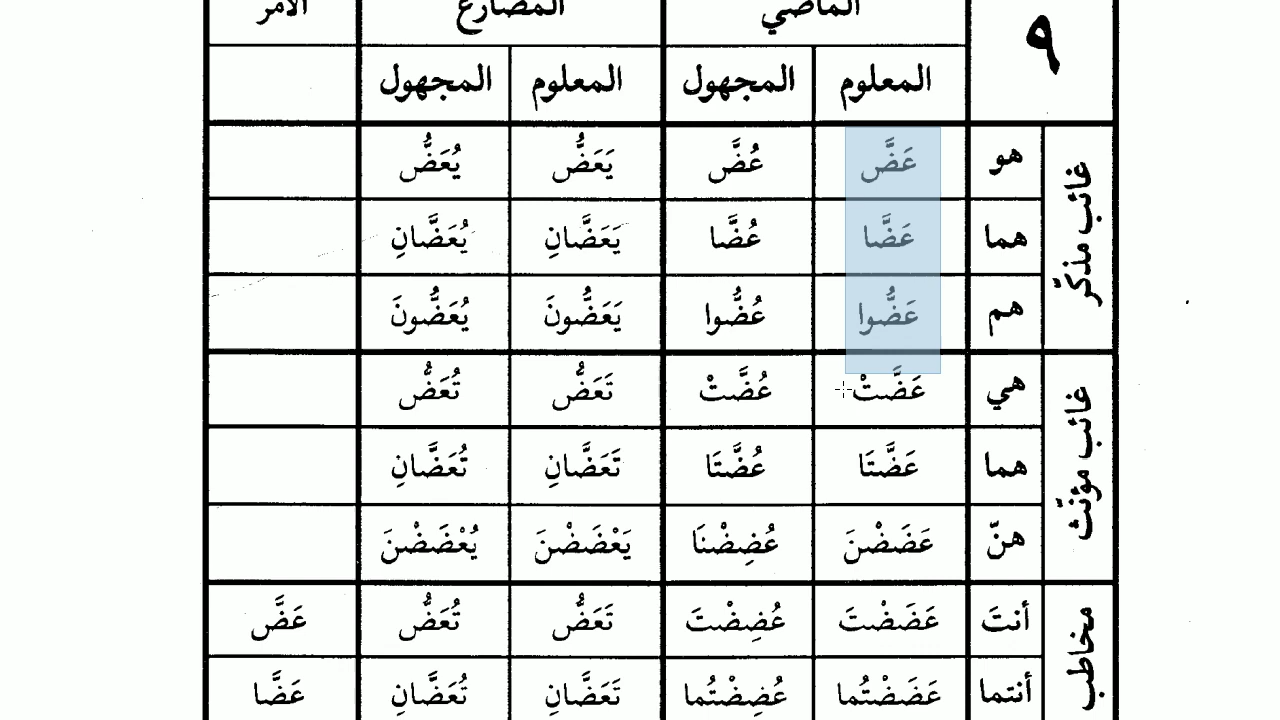 ٩ الماضي المضارع الأمر
المعلوم المجهول المعلوم المجهول
غائب مذكّر
هو عَضَّ عُضَّ يَعَضُّ يُعَضُّ
هما عَضَّا عُضَّا يَعَضَّانِ يُعَضَّانِ
هم عَضُّوا عُضُّوا يَعَضُّونَ يُعَضُّونَ
غائب مؤنّث
هي عَضَّتْ عُضَّتْ تَعَضُّ تُعَضُّ
هما عَضَّتَا عُضَّتَا تَعَضَّانِ تُعَضَّانِ
هنّ عَضَضْنَ عُضِضْنَا يَعْضَضْنَ يُعْضَضْنَ
مخاطب
أنتَ عَضَضْتَ عُضِضْتَ تَعَضُّ تُعَضُّ عَضَّ
أنتما عَضَضْتُما عُضِضْتُما تَعَضَّانِ تُعَضَّانِ عَضَّا